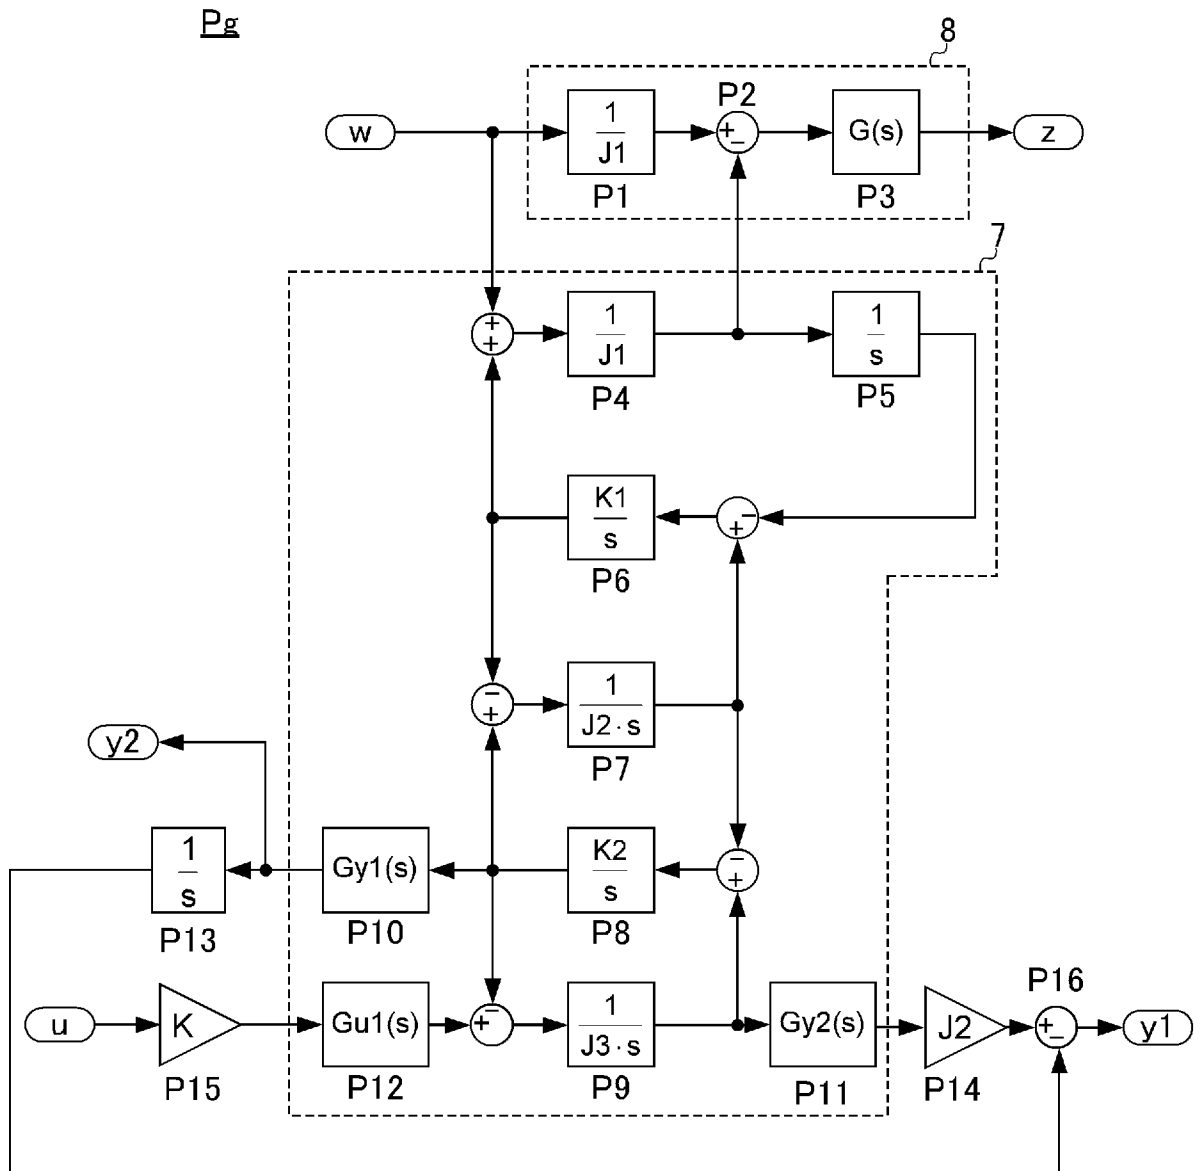 Pg
8
w
1
J1
P1
P2
+
−
G(s)
P3
z
7
+
+
1
J1
P4
1
s
P5
K1
s
P6
−
+
−
+
1
J2·s
P7
y2
1
s
P13
Gy1(s)
P10
K2
s
P8
−
+
u
K
P15
Gu1(s)
P12
−
+
1
J3·s
P9
Gy2(s)
P11
J2
P14
P16
+
−
y1